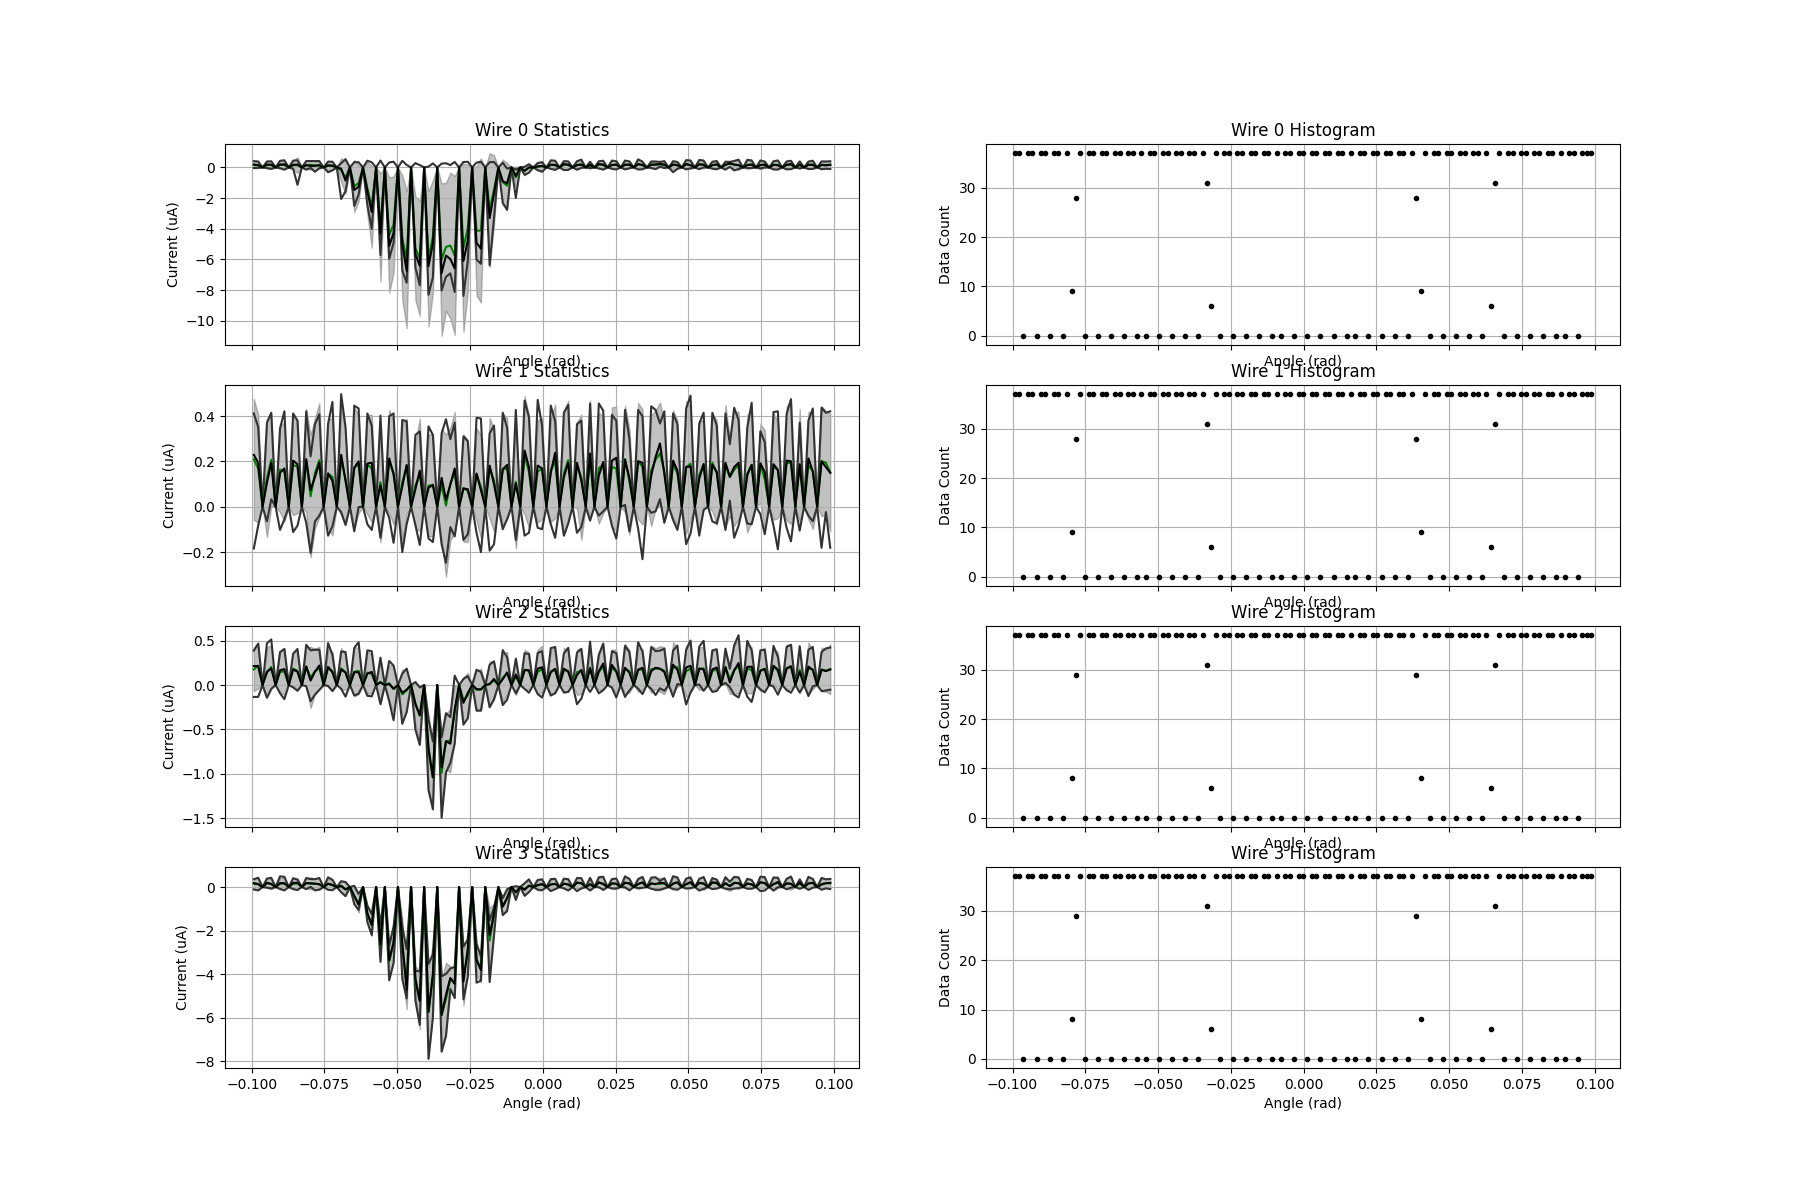 Wire 0 Statistics
Current (uA)
0
−2
−4
−6
−8
−10
Angle (rad)
Wire 0 Histogram
Data Count
30
20
10
0
Angle (rad)
Wire 1 Statistics
Current (uA)
0.4
0.2
0.0
−0.2
Angle (rad)
Wire 1 Histogram
Data Count
30
20
10
0
Angle (rad)
Wire 2 Statistics
Current (uA)
0.5
0.0
−0.5
−1.0
−1.5
Angle (rad)
Wire 2 Histogram
Data Count
30
20
10
0
Angle (rad)
Wire 3 Statistics
Current (uA)
0
−2
−4
−6
−8
−0.100 −0.075 −0.050 −0.025 0.000 0.025 0.050 0.075 0.100
Angle (rad)
Wire 3 Histogram
Data Count
30
20
10
0
−0.100 −0.075 −0.050 −0.025 0.000 0.025 0.050 0.075 0.100
Angle (rad)